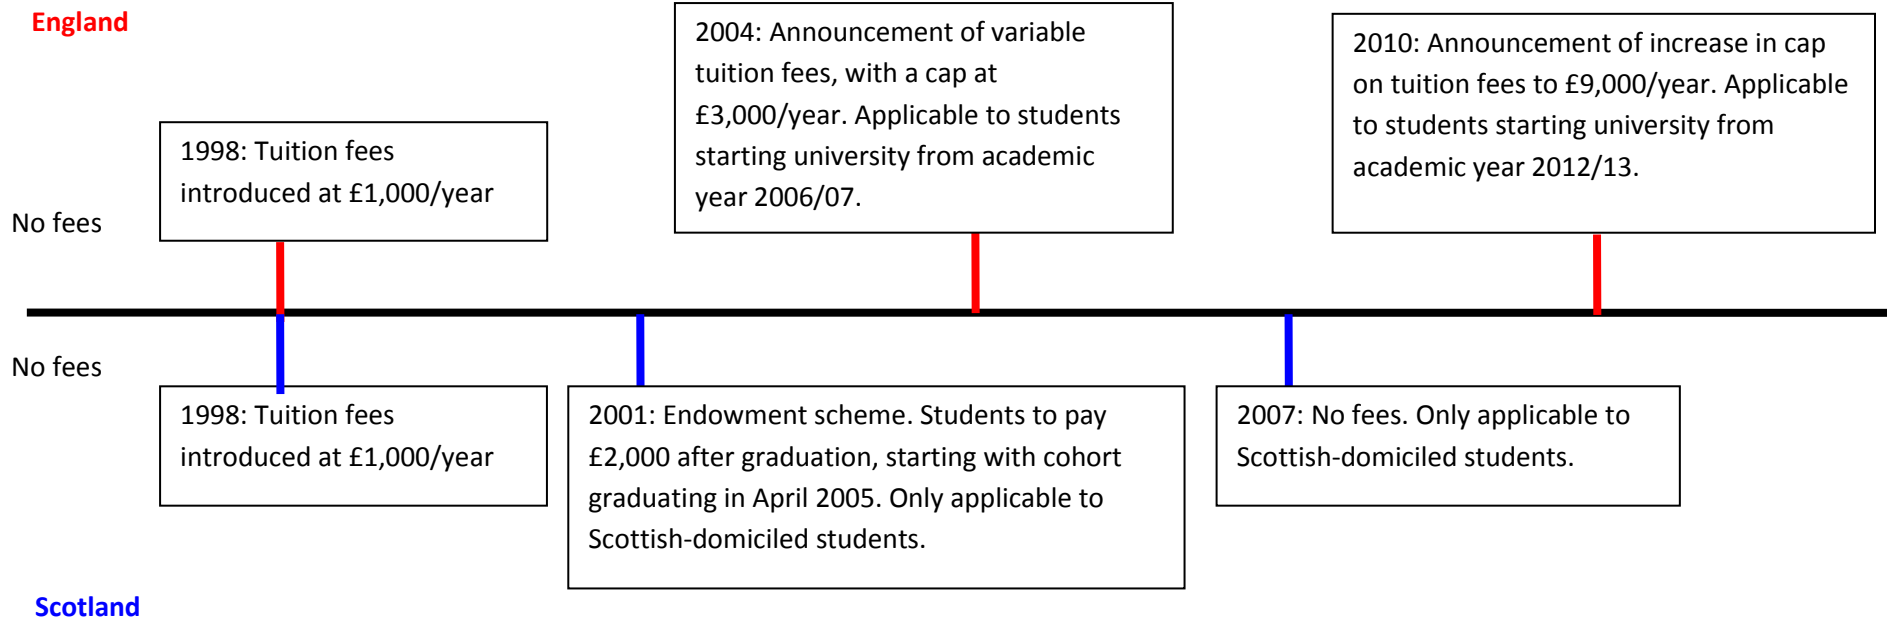 England
2004: Announcement of variable
tuition fees, with a cap at
£3,000/year. Applicable to students
starting university from academic
year 2006/07.
2010: Announcement of increase in cap
on tuition fees to £9,000/year. Applicable
to students starting university from
academic year 2012/13.
1998: Tuition fees
introduced at £1,000/year
No fees
No fees
1998: Tuition fees
introduced at £1,000/year
2001: Endowment scheme. Students to pay
£2,000 after graduation, starting with cohort
graduating in April 2005. Only applicable to
Scottish-domiciled students.
2007: No fees. Only applicable to
Scottish-domiciled students.
Scotland